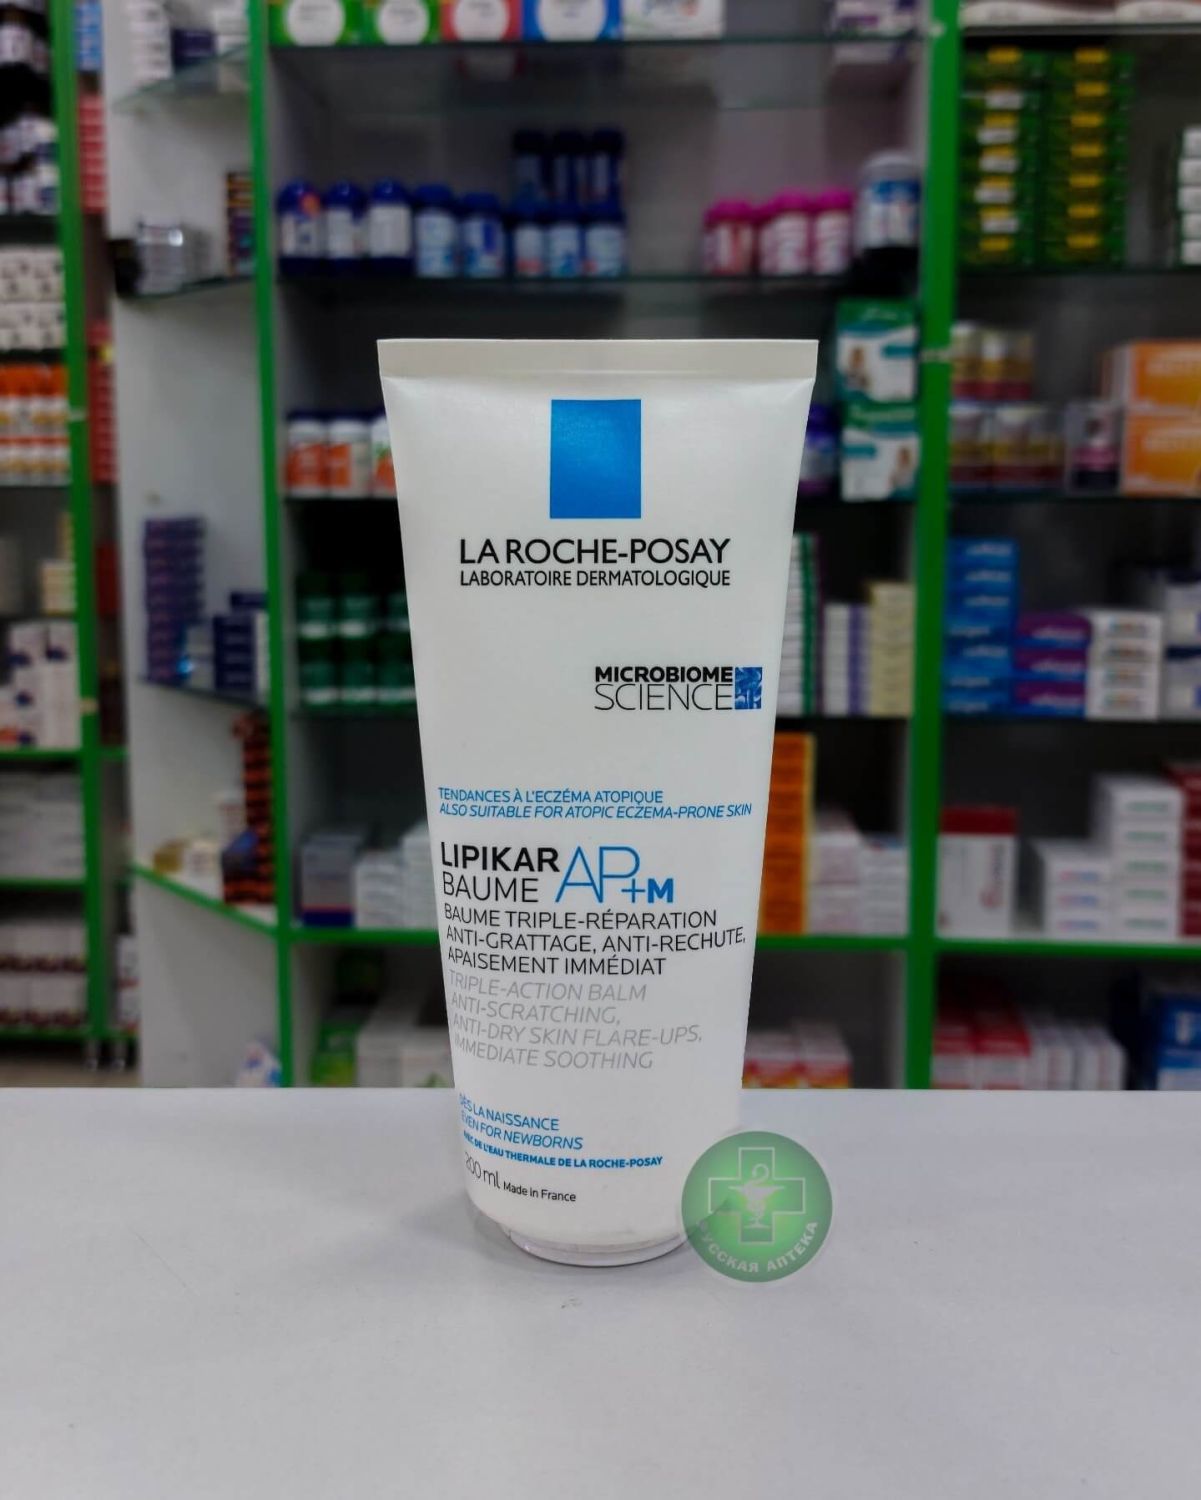 LA ROCHE-POSAY
LABORATOIRE DERMATOLOGIQUE
MICROBIOME
SCIENCE
TENDANCES À L'ECZÉMA ATOPIQUE
ALSO SUITABLE FOR ATOPIC ECZEMA-PRONE SKIN
LIPIKAR
BAUME AP+M
BAUME TRIPLE-RÉPARATION
ANTI-GRATTAGE, ANTI-RECHUTE,
APAISEMENT IMMÉDIAT
TRIPLE-ACTION BALM
ANTI-SCRATCHING,
ANTI-DRY SKIN FLARE-UPS,
IMMEDIATE SOOTHING
DÈS LA NAISSANCE
EVEN FOR NEWBORNS
AVEC DE L'EAU THERMALE DE LA ROCHE-POSAY
200 ml Made in France
РУССКАЯ АПТЕКА